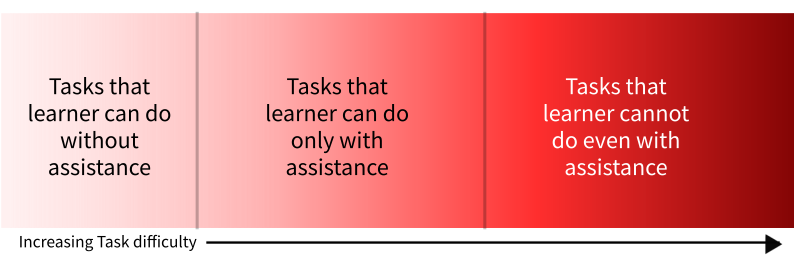 Tasks that
learner can do
without
assistance
Tasks that
learner can do
only with
assistance
Tasks that
learner cannot
do even with
assistance
Increasing Task difficulty